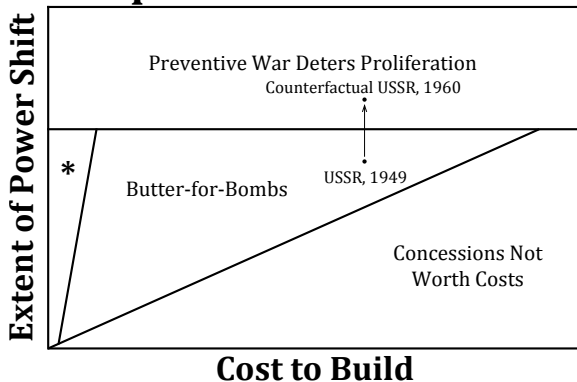 Preventive War Deters Proliferation
Counterfactual USSR, 1960
*
USSR, 1949
Butter-for-Bombs
Concessions Not
Worth Costs
Extent of Power Shift
Cost to Build